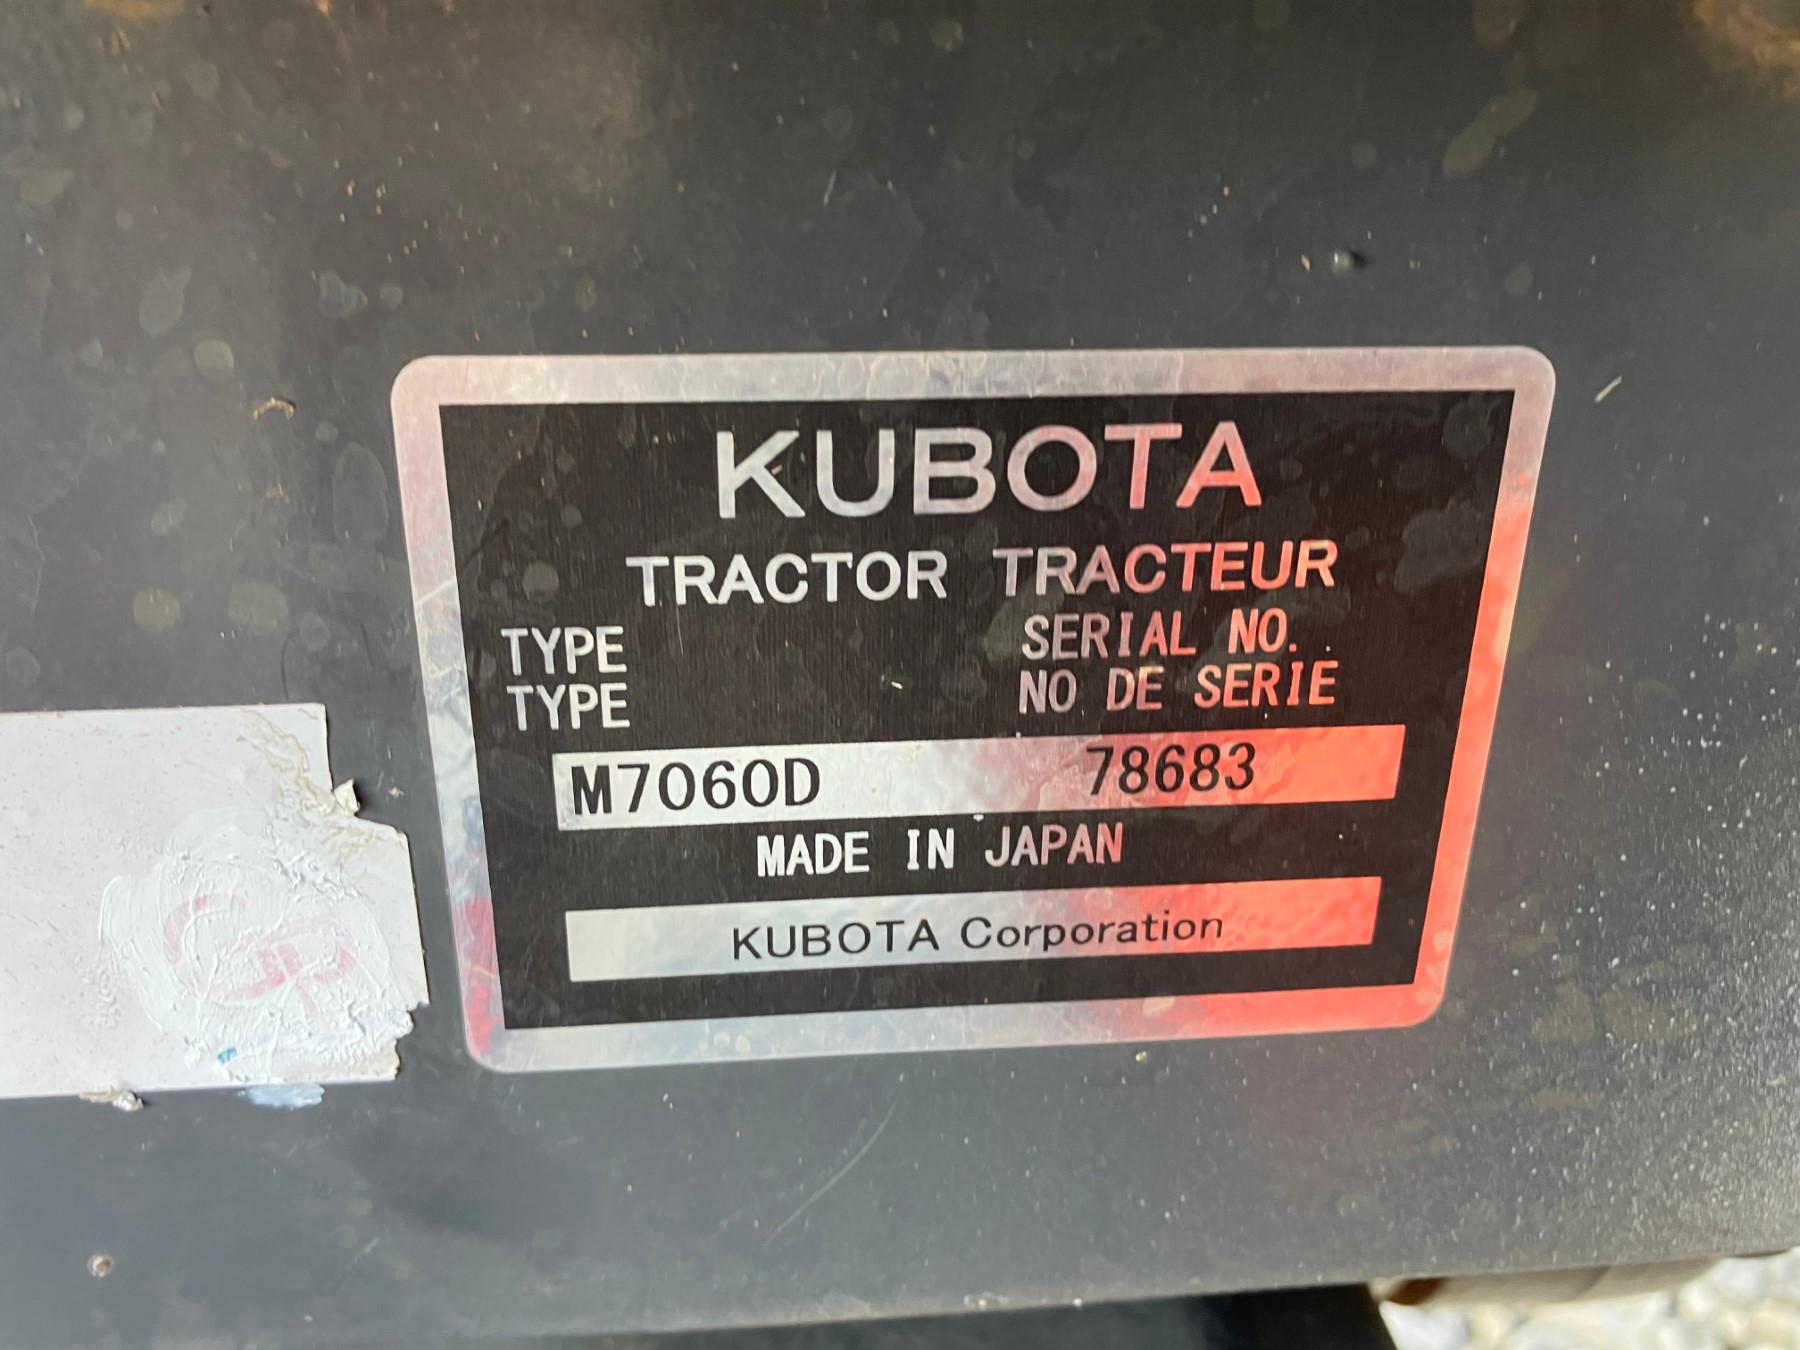 KUBOTA
TRACTOR TRACTEUR
TYPE SERIAL NO.
TYPE NO DE SERIE
M7060D 78683
MADE IN JAPAN
KUBOTA Corporation